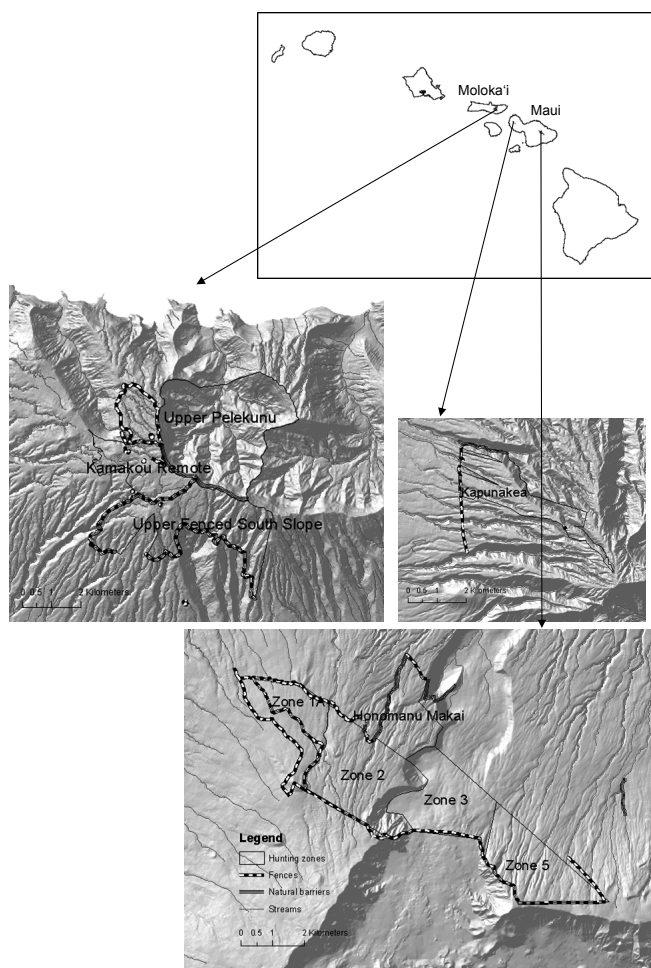 Moloka‘i
Maui
Upper Pelekunu
Kamakou Remote
Upper Fenced South Slope
0 0.5 1 2 Kilometers
Kapunakea
0 0.5 1 2 Kilometers
Zone 1A
Honomanu Makai
Zone 2
Zone 3
Zone 5
Legend
Hunting zones
Fences
Natural barriers
Streams
0 0.5 1 2 Kilometers